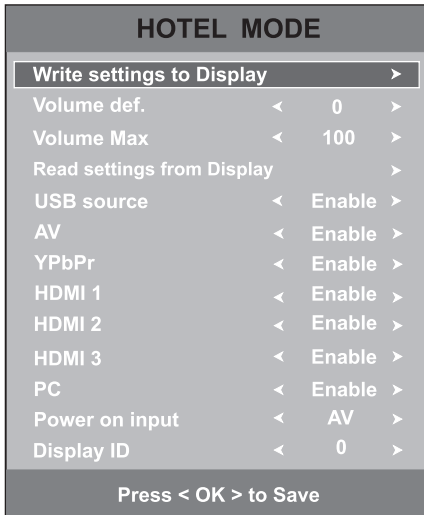 HOTEL MODE
Write settings to Display >
Volume def. < 0 >
Volume Max < 100 >
Read settings from Display >
USB source < Enable >
AV < Enable >
YPbPr < Enable >
HDMI 1 < Enable >
HDMI 2 < Enable >
HDMI 3 < Enable >
PC < Enable >
Power on input < AV >
Display ID < 0 >
Press < OK > to Save